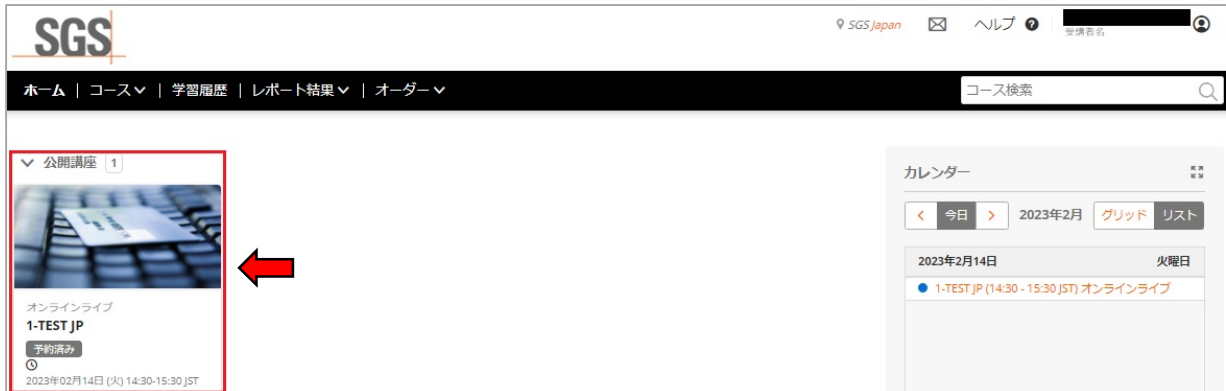 SGS
SGS Japan ヘルプ ?
受講者名
ホーム | コース | 学習履歴 | レポート結果 | オーダー
コース検索
公開講座 1
オンラインライブ
1-TEST JP
予約済み
2023年02月14日 (火) 14:30-15:30 JST
カレンダー
< 今日 > 2023年2月 グリッド リスト
2023年2月14日 火曜日
1-TEST JP (14:30 - 15:30 JST) オンラインライブ